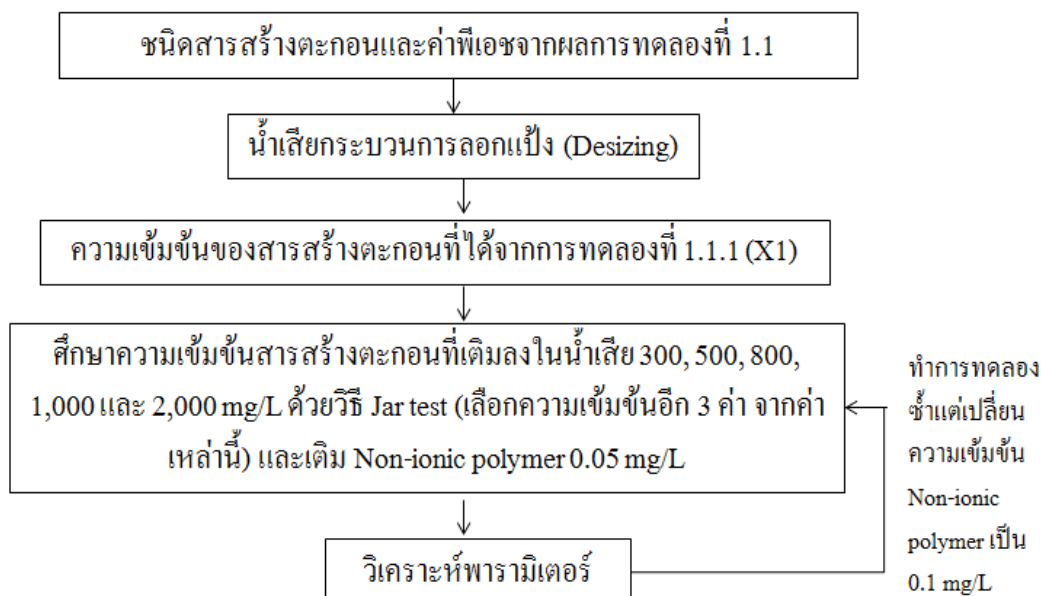 ชนิดสารสร้างตะกอนและค่าพีเอชจากผลการทดลองที่ 1.1
น้ำเสียกระบวนการลอกแป้ง (Desizing)
ความเข้มข้นของสารสร้างตะกอนที่ได้จากการทดลองที่ 1.1.1 (X1)
ศึกษาความเข้มข้นสารสร้างตะกอนที่เติมลงในน้ำเสีย 300, 500, 800,
1,000 และ 2,000 mg/L ด้วยวิธี Jar test (เลือกความเข้มข้นอีก 3 ค่า จากค่า
เหล่านี้) และเติม Non-ionic polymer 0.05 mg/L
วิเคราะห์พารามิเตอร์
ทำการทดลอง
ซ้ำแต่เปลี่ยน
ความเข้มข้น
Non-ionic
polymer เป็น
0.1 mg/L